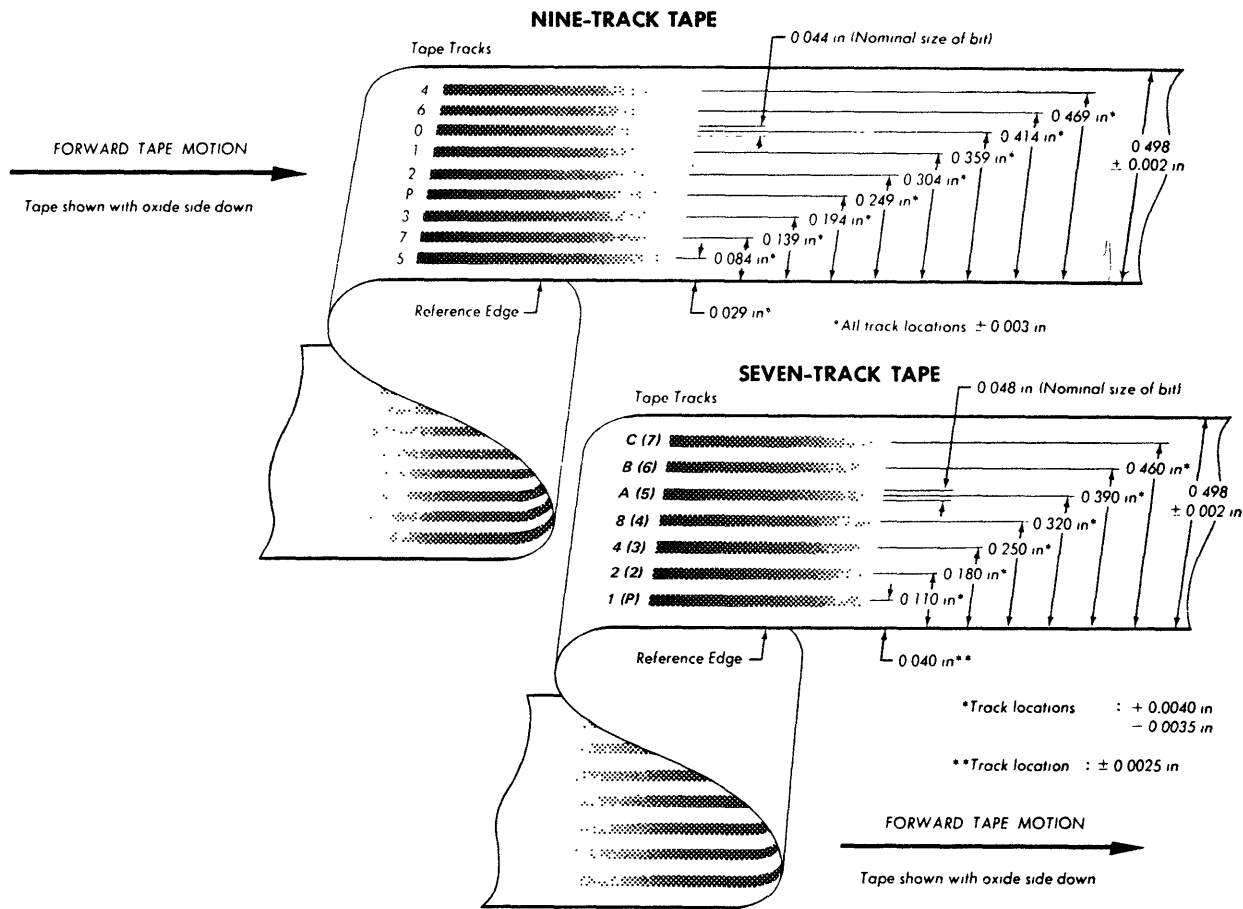 NINE-TRACK TAPE
Tape Tracks
0 044 in (Nominal size of bit)
4
6
0
1
2
P
3
7
5
0 469 in*
0 414 in*
0 359 in*
0 304 in*
0 249 in*
0 194 in*
0 139 in*
0 084 in*
0 498
± 0.002 in
FORWARD TAPE MOTION
Tape shown with oxide side down
Reference Edge
0 029 in*
*All track locations ± 0 003 in
SEVEN-TRACK TAPE
Tape Tracks
0 048 in (Nominal size of bit)
C (7)
B (6)
A (5)
8 (4)
4 (3)
2 (2)
1 (P)
0 460 in*
0 390 in*
0 320 in*
0 250 in*
0 180 in*
0 110 in*
0 498
± 0 002 in
Reference Edge
0 040 in**
*Track locations : + 0.0040 in
− 0 0035 in
**Track location : ± 0 0025 in
FORWARD TAPE MOTION
Tape shown with oxide side down